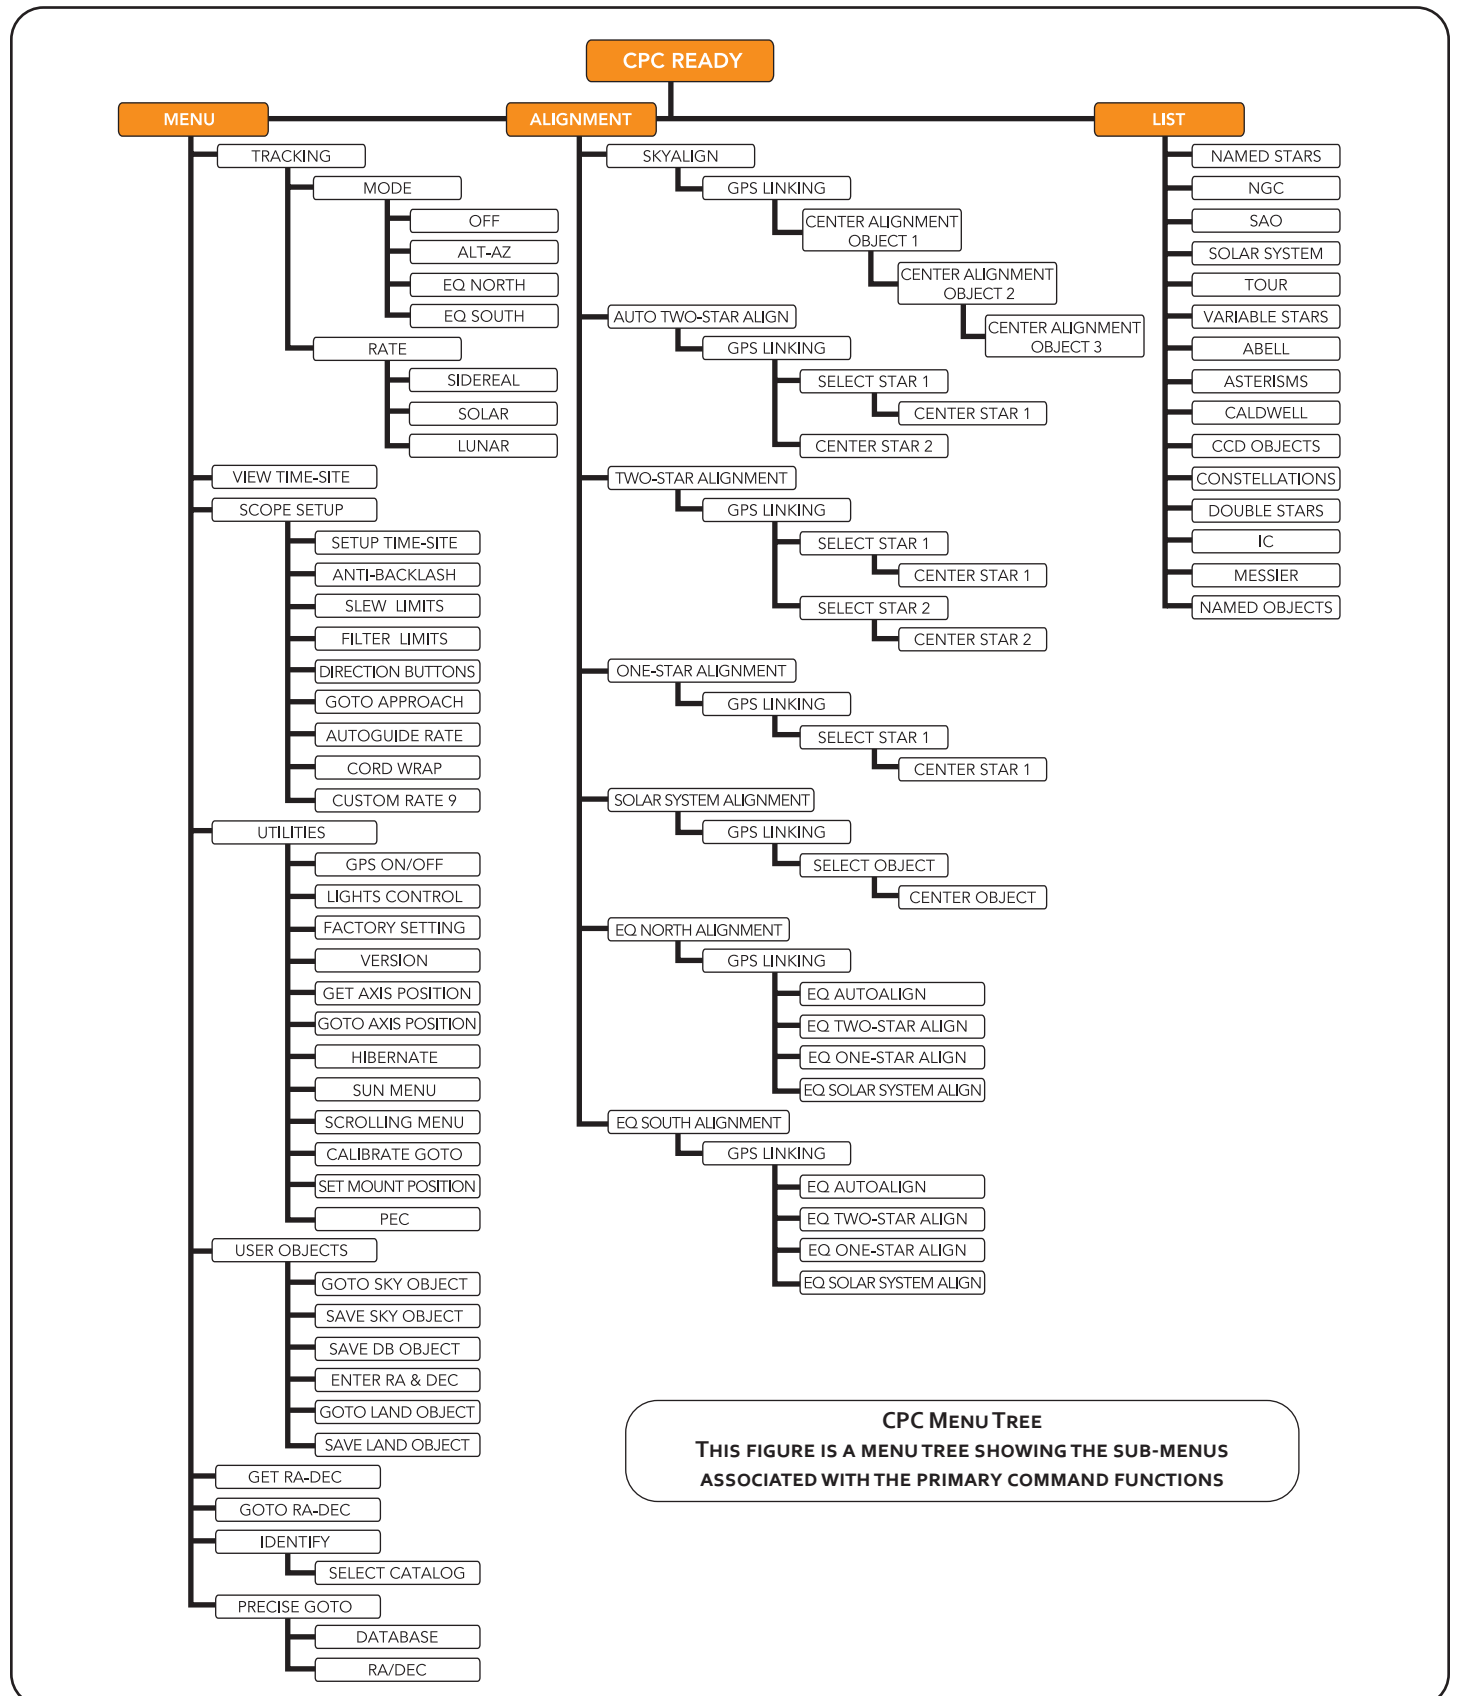 CPC READY
MENU
TRACKING
MODE
OFF
ALT-AZ
EQ NORTH
EQ SOUTH
RATE
SIDEREAL
SOLAR
LUNAR
VIEW TIME-SITE
SCOPE SETUP
SETUP TIME-SITE
ANTI-BACKLASH
SLEW LIMITS
FILTER LIMITS
DIRECTION BUTTONS
GOTO APPROACH
AUTOGUIDE RATE
CORD WRAP
CUSTOM RATE 9
UTILITIES
GPS ON/OFF
LIGHTS CONTROL
FACTORY SETTING
VERSION
GET AXIS POSITION
GOTO AXIS POSITION
HIBERNATE
SUN MENU
SCROLLING MENU
CALIBRATE GOTO
SET MOUNT POSITION
PEC
USER OBJECTS
GOTO SKY OBJECT
SAVE SKY OBJECT
SAVE DB OBJECT
ENTER RA & DEC
GOTO LAND OBJECT
SAVE LAND OBJECT
GET RA-DEC
GOTO RA-DEC
IDENTIFY
SELECT CATALOG
PRECISE GOTO
DATABASE
RA/DEC
ALIGNMENT
SKYALIGN
GPS LINKING
CENTER ALIGNMENT
OBJECT 1
CENTER ALIGNMENT
OBJECT 2
CENTER ALIGNMENT
OBJECT 3
AUTO TWO-STAR ALIGN
GPS LINKING
SELECT STAR 1
CENTER STAR 1
CENTER STAR 2
TWO-STAR ALIGNMENT
GPS LINKING
SELECT STAR 1
CENTER STAR 1
SELECT STAR 2
CENTER STAR 2
ONE-STAR ALIGNMENT
GPS LINKING
SELECT STAR 1
CENTER STAR 1
SOLAR SYSTEM ALIGNMENT
GPS LINKING
SELECT OBJECT
CENTER OBJECT
EQ NORTH ALIGNMENT
GPS LINKING
EQ AUTOALIGN
EQ TWO-STAR ALIGN
EQ ONE-STAR ALIGN
EQ SOLAR SYSTEM ALIGN
EQ SOUTH ALIGNMENT
GPS LINKING
EQ AUTOALIGN
EQ TWO-STAR ALIGN
EQ ONE-STAR ALIGN
EQ SOLAR SYSTEM ALIGN
LIST
NAMED STARS
NGC
SAO
SOLAR SYSTEM
TOUR
VARIABLE STARS
ABELL
ASTERISMS
CALDWELL
CCD OBJECTS
CONSTELLATIONS
DOUBLE STARS
IC
MESSIER
NAMED OBJECTS
CPC MENU TREE
THIS FIGURE IS A MENU TREE SHOWING THE SUB-MENUS
ASSOCIATED WITH THE PRIMARY COMMAND FUNCTIONS